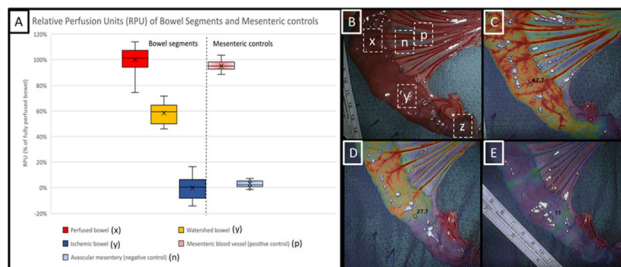 A
Relative Perfusion Units (RPU) of Bowel Segments and Mesenteric controls
Bowel segments
Mesenteric controls
120%
100%
80%
60%
40%
20%
0%
-20%
RPU (% of fully perfused bowel)
Perfused bowel (x)
Watershed bowel (y)
Ischemic bowel (y)
Mesenteric blood vessel (positive control) (p)
Avascular mesentery (negative control) (n)
B
x
n
p
y
z
C
47.7
D
27.7
E
11